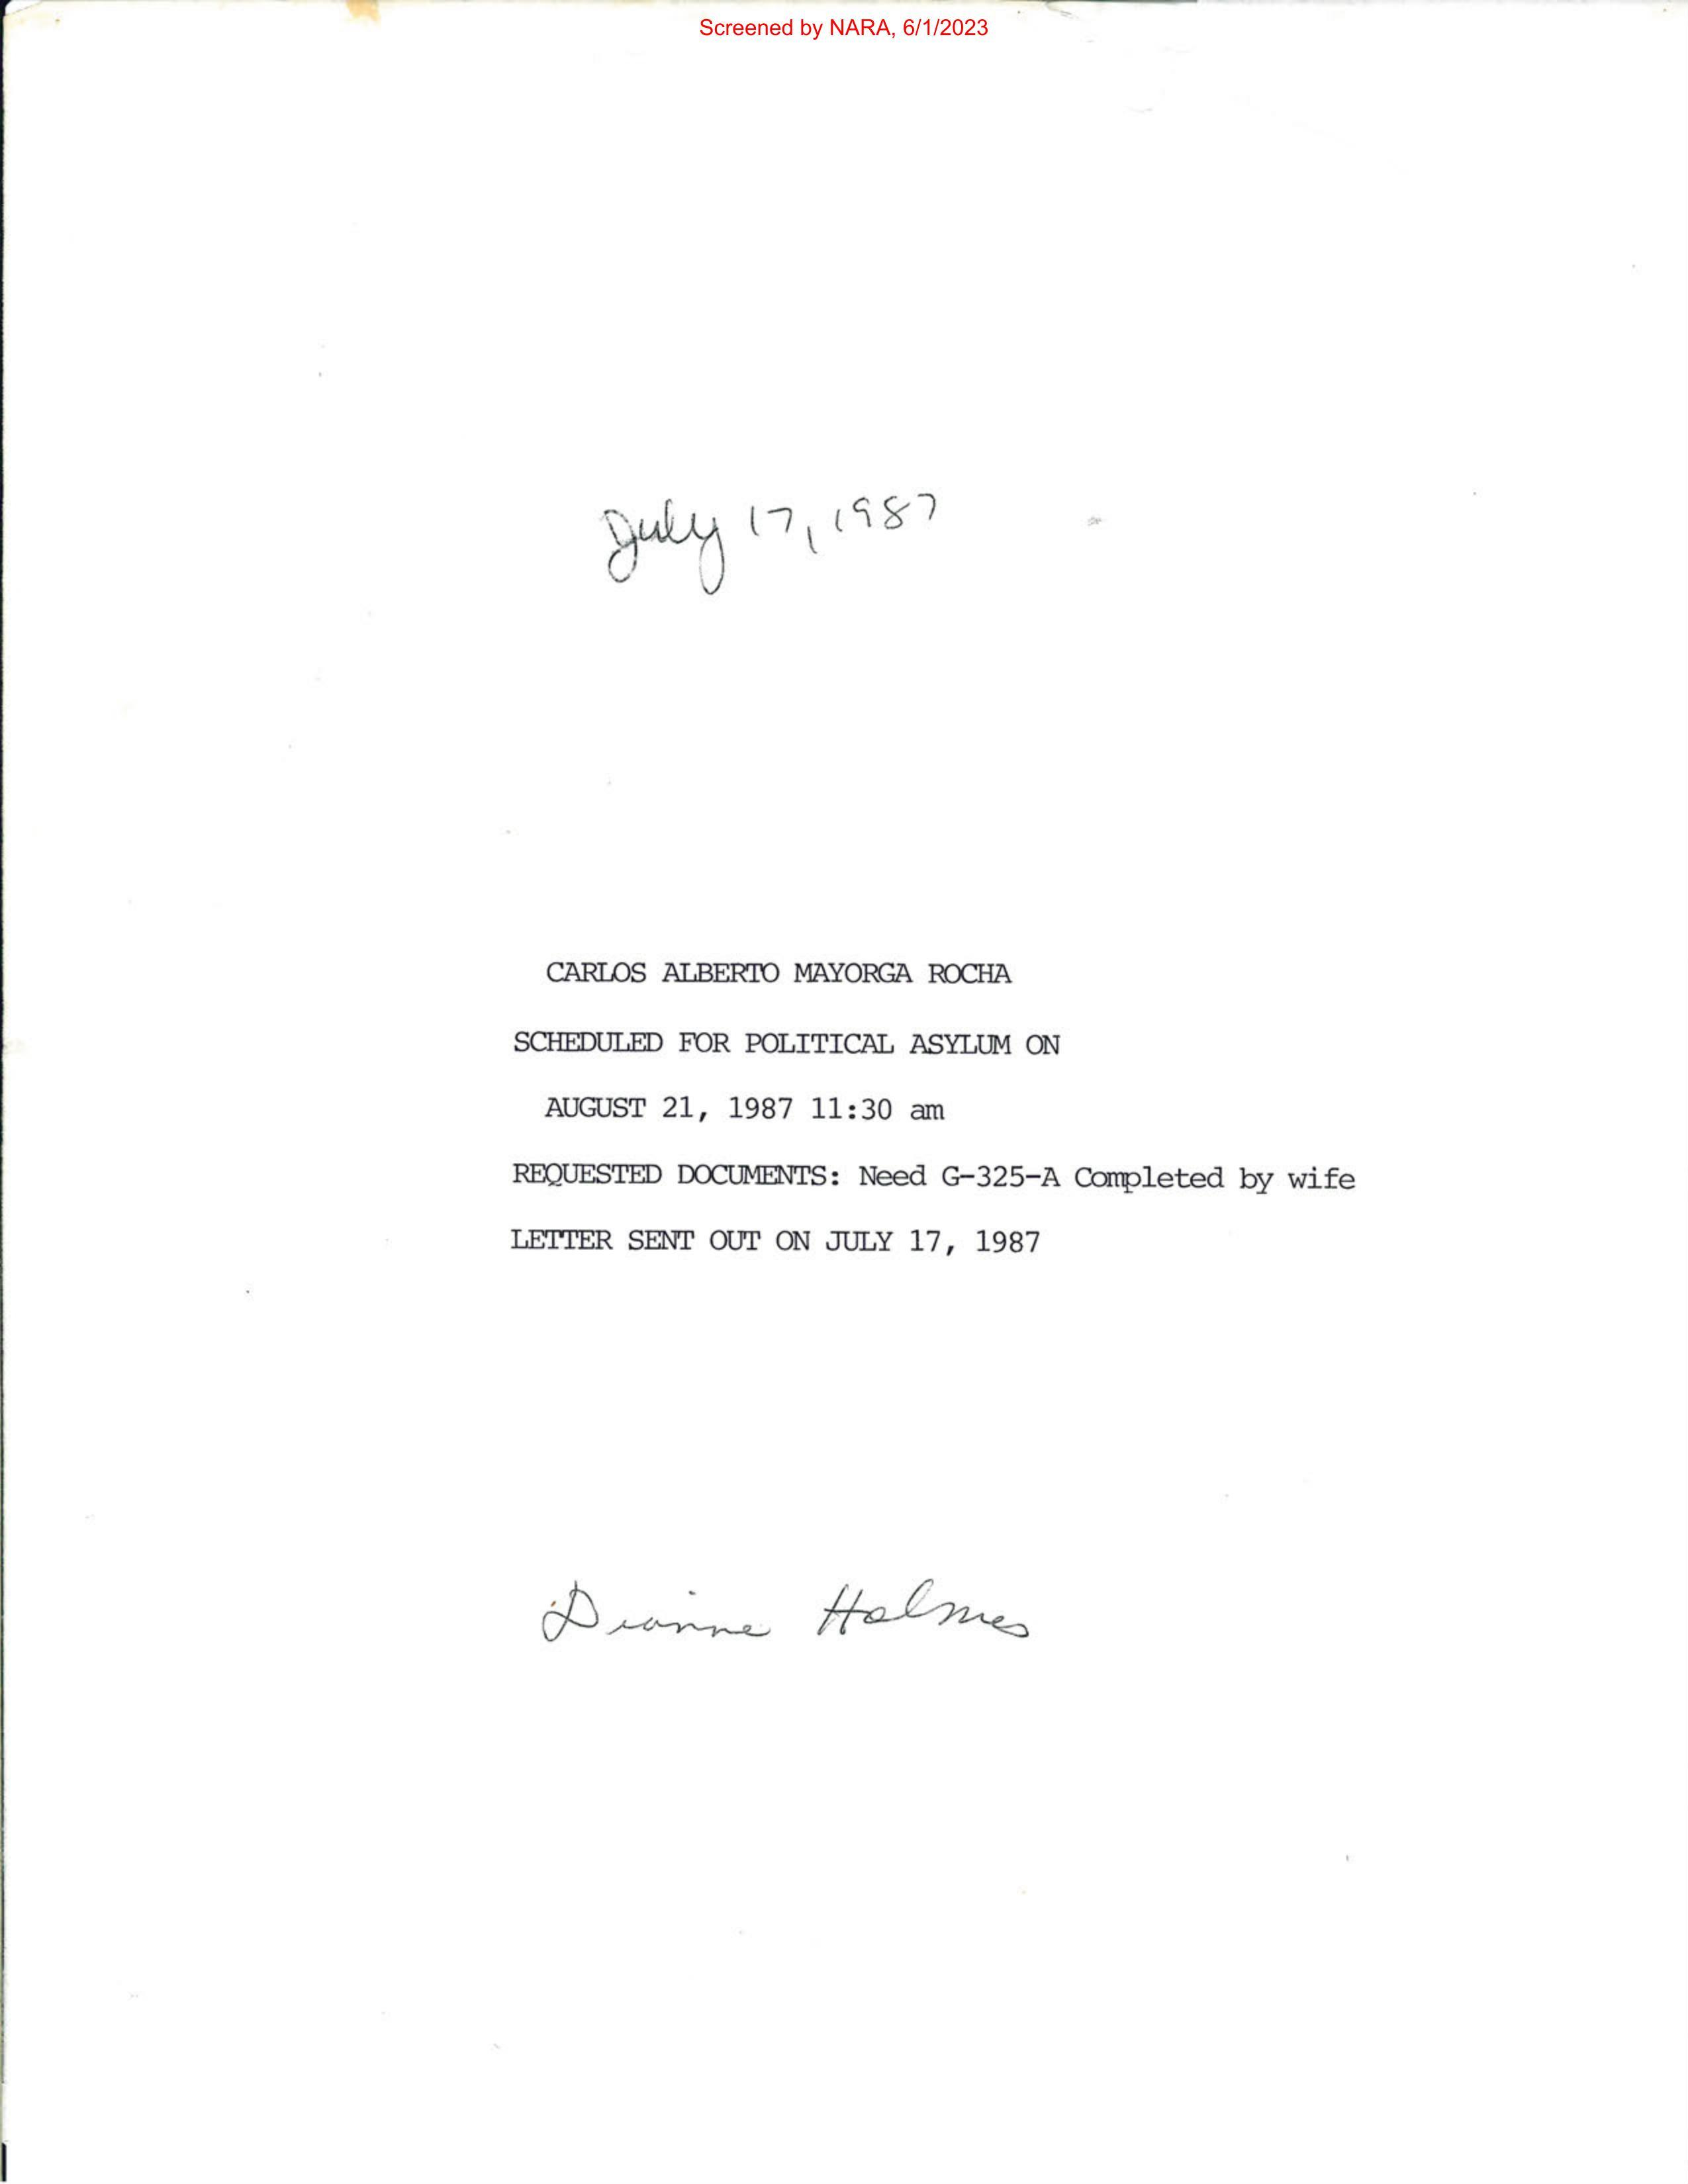 Screened by NARA, 6/1/2023
July 17, 1987
CARLOS ALBERTO MAYORGA ROCHA
SCHEDULED FOR POLITICAL ASYLUM ON
AUGUST 21, 1987 11:30 am
REQUESTED DOCUMENTS: Need G-325-A Completed by wife
LETTER SENT OUT ON JULY 17, 1987
Dianne Holmes